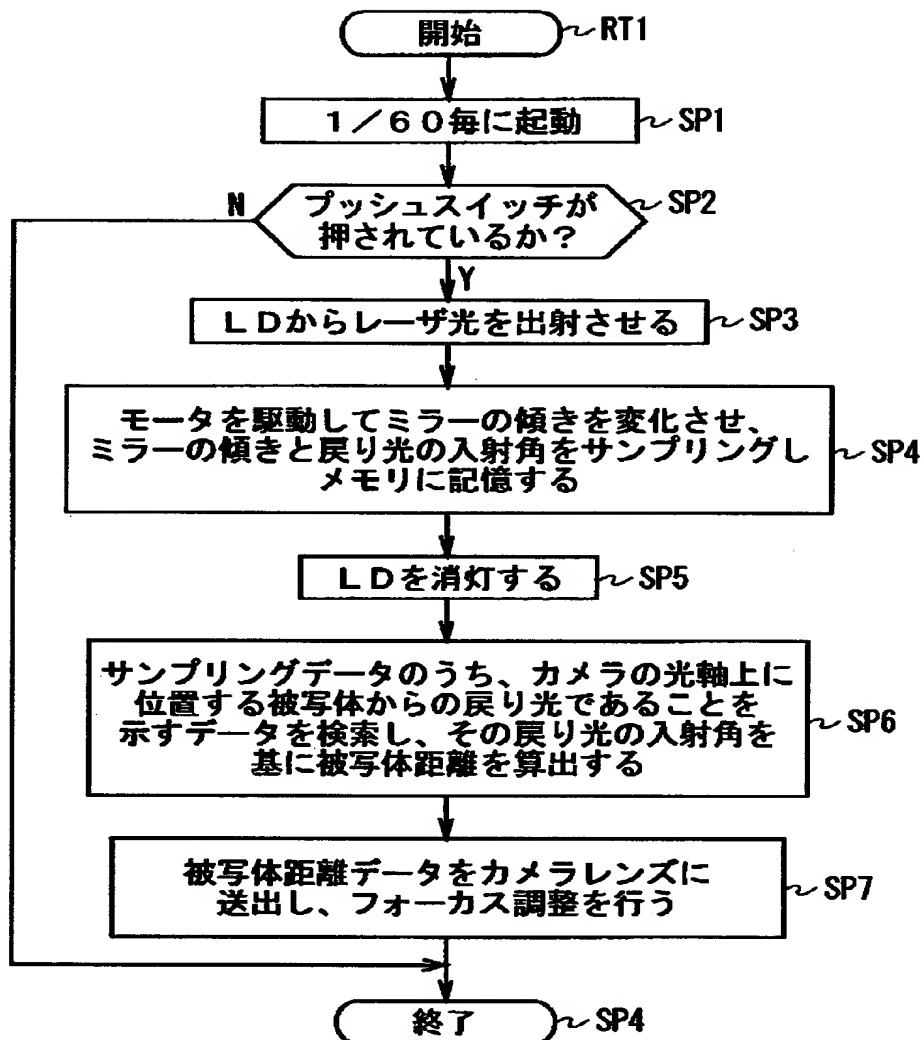 開始 RT1
1/60毎に起動 SP1
プッシュスイッチが
押されているか? SP2
N
Y
LDからレーザ光を出射させる SP3
モータを駆動してミラーの傾きを変化させ、
ミラーの傾きと戻り光の入射角をサンプリングし
メモリに記憶する SP4
LDを消灯する SP5
サンプリングデータのうち、カメラの光軸上に
位置する被写体からの戻り光であることを
示すデータを検索し、その戻り光の入射角を
基に被写体距離を算出する SP6
被写体距離データをカメラレンズに
送出し、フォーカス調整を行う SP7
終了 SP4